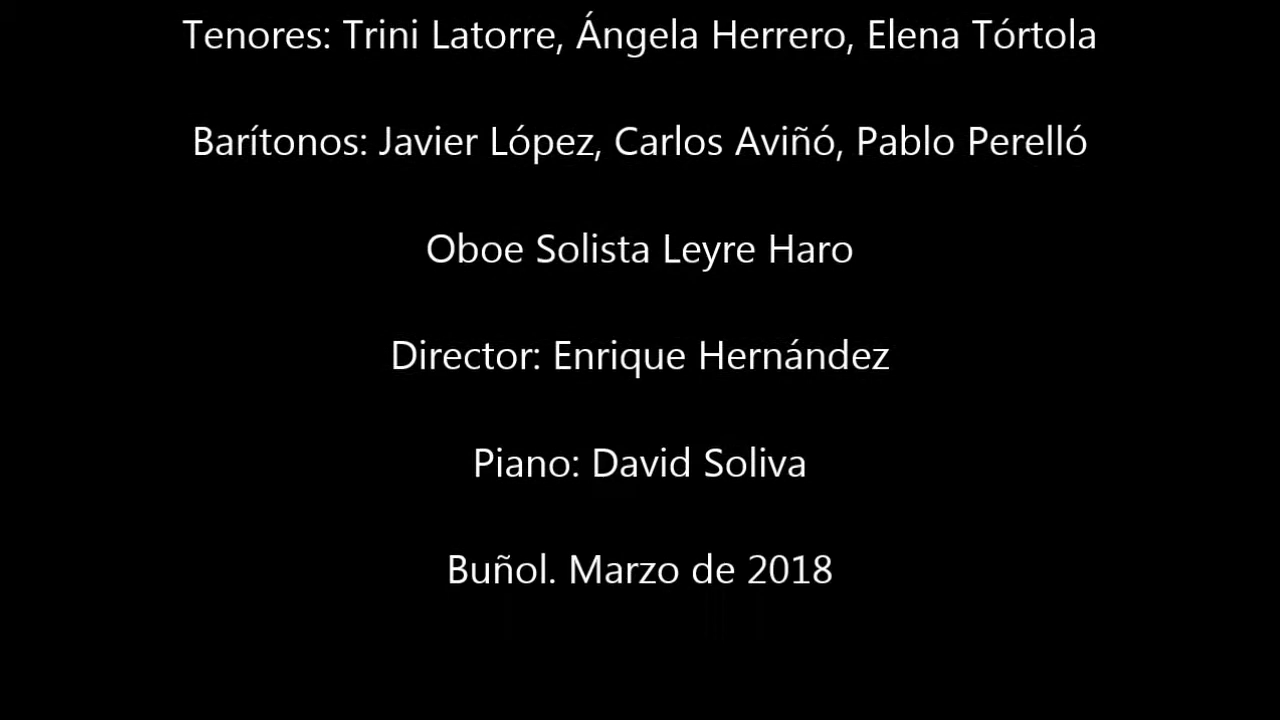 Tenores: Trini Latorre, Ángela Herrero, Elena Tórtola
Barítonos: Javier López, Carlos Aviñó, Pablo Perelló
Oboe Solista Leyre Haro
Director: Enrique Hernández
Piano: David Soliva
Buñol. Marzo de 2018